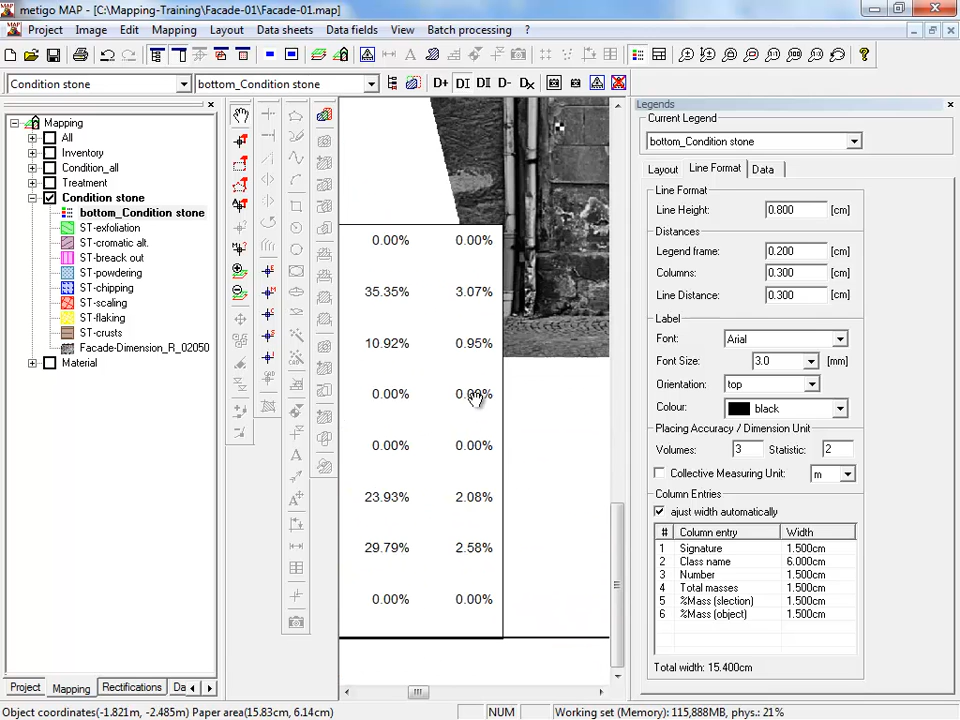 metigo MAP - [C:\Mapping-Training\Facade-01\Facade-01.map]
Project Image Edit Mapping Layout Data sheets Data fields View Batch processing ?
Condition stone bottom_Condition stone D+ DI D- Dx
Mapping
All
Inventory
Condition_all
Treatment
Condition stone
bottom_Condition stone
ST-exfoliation
ST-cromatic alt.
ST-breack out
ST-powdering
ST-chipping
ST-scaling
ST-flaking
ST-crusts
Facade-Dimension_R_02050
Material
Project Mapping Rectifications Da
0.00% 0.00%
35.35% 3.07%
10.92% 0.95%
0.00% 0.00%
0.00% 0.00%
23.93% 2.08%
29.79% 2.58%
0.00% 0.00%
Legends
Current Legend
bottom_Condition stone
Layout Line Format Data
Line Format
Line Height: 0.800 [cm]
Distances
Legend frame: 0.200 [cm]
Columns: 0.300 [cm]
Line Distance: 0.300 [cm]
Label
Font: Arial
Font Size: 3.0 [mm]
Orientation: top
Colour: black
Placing Accuracy / Dimension Unit
Volumes: 3 Statistic: 2
Collective Measuring Unit: m
Column Entries
ajust width automatically
# Column entry Width
1 Signature 1.500cm
2 Class name 6.000cm
3 Number 1.500cm
4 Total masses 1.500cm
5 %Mass (slection) 1.500cm
6 %Mass (object) 1.500cm
Total width: 15.400cm
Object coordinates(-1.821m, -2.485m) Paper area(15.83cm, 6.14cm) NUM Working set (Memory): 115,888MB, phys.: 21%